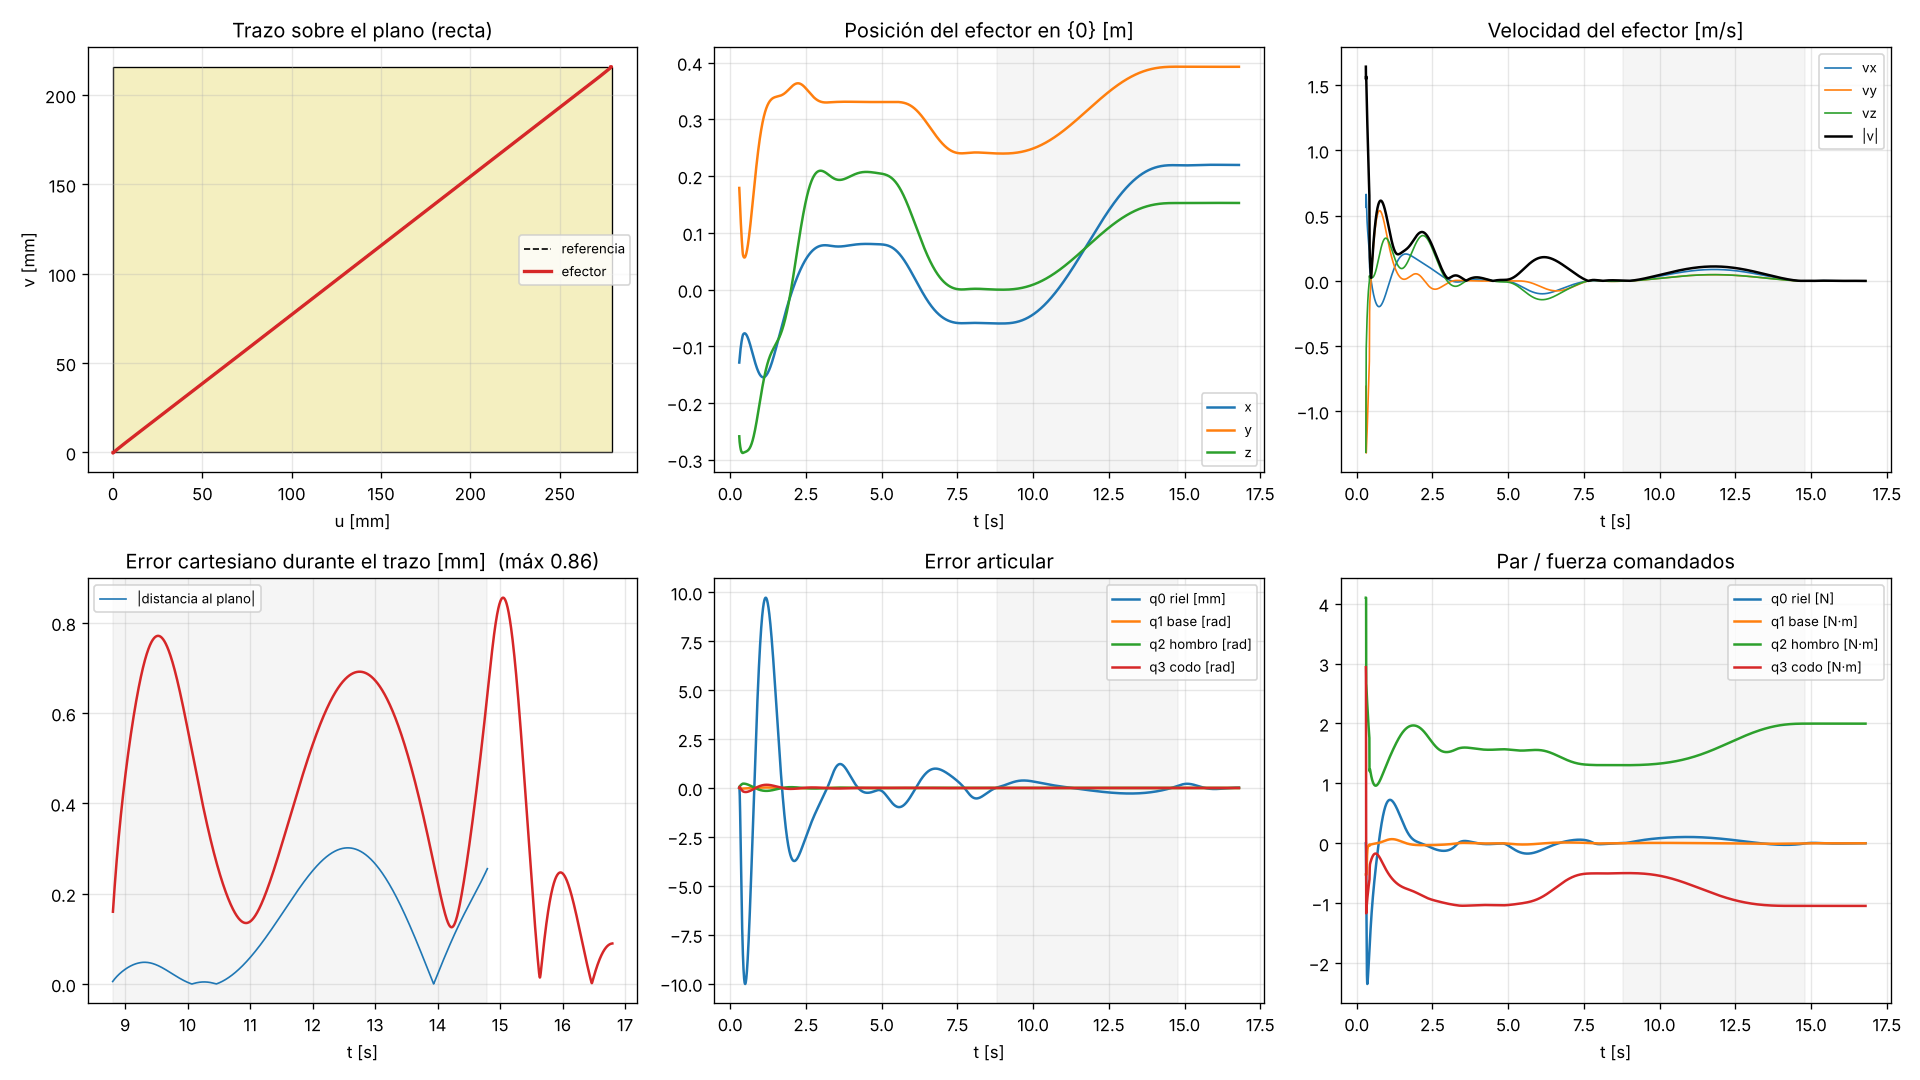 Trazo sobre el plano (recta)
v [mm]
200
150
100
50
0
referencia
efector
0 50 100 150 200 250
u [mm]
Posición del efector en {0} [m]
0.4
0.3
0.2
0.1
0.0
−0.1
−0.2
−0.3
x
y
z
0.0 2.5 5.0 7.5 10.0 12.5 15.0 17.5
t [s]
Velocidad del efector [m/s]
1.5
1.0
0.5
0.0
−0.5
−1.0
vx
vy
vz
|v|
0.0 2.5 5.0 7.5 10.0 12.5 15.0 17.5
t [s]
Error cartesiano durante el trazo [mm] (máx 0.86)
|distancia al plano|
0.8
0.6
0.4
0.2
0.0
9 10 11 12 13 14 15 16 17
t [s]
Error articular
10.0
7.5
5.0
2.5
0.0
−2.5
−5.0
−7.5
−10.0
q0 riel [mm]
q1 base [rad]
q2 hombro [rad]
q3 codo [rad]
0.0 2.5 5.0 7.5 10.0 12.5 15.0 17.5
t [s]
Par / fuerza comandados
4
3
2
1
0
−1
−2
q0 riel [N]
q1 base [N·m]
q2 hombro [N·m]
q3 codo [N·m]
0.0 2.5 5.0 7.5 10.0 12.5 15.0 17.5
t [s]